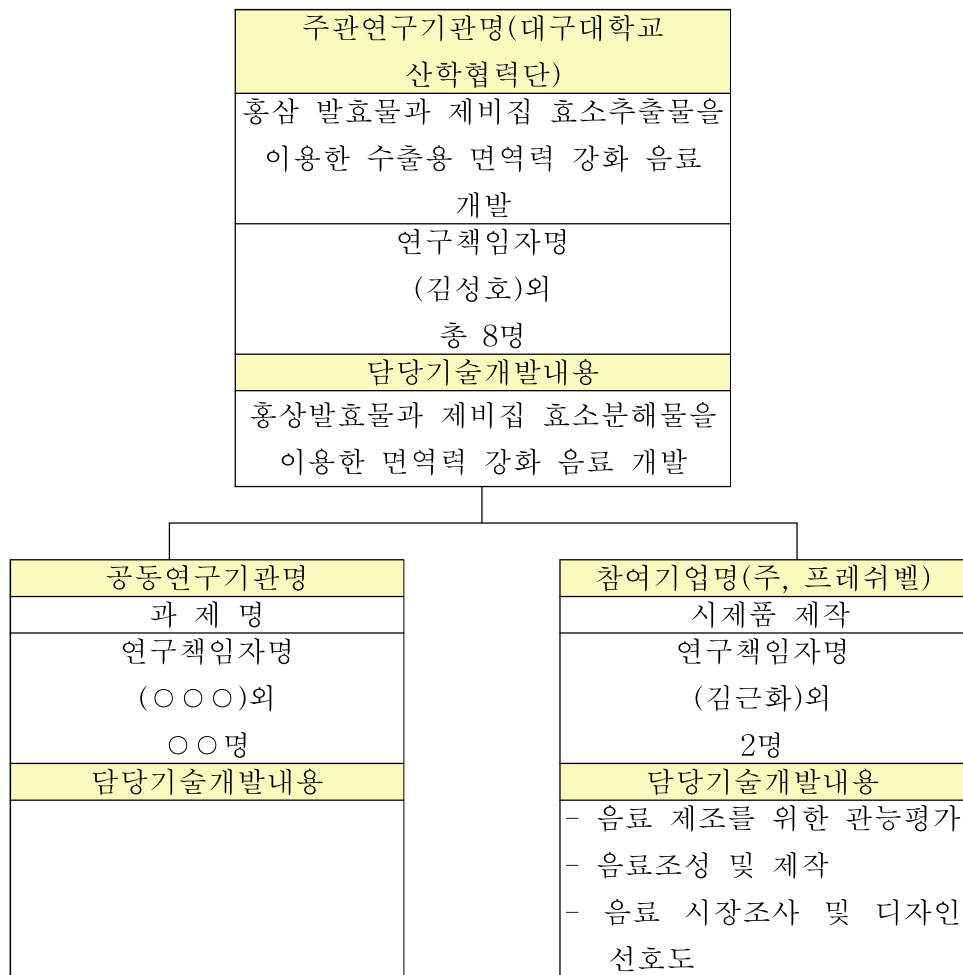 주관연구기관명(대구대학교
산학협력단)
홍삼 발효물과 제비집 효소추출물을
이용한 수출용 면역력 강화 음료
개발
연구책임자명
(김성호)외
총 8명
담당기술개발내용
홍상발효물과 제비집 효소분해물을
이용한 면역력 강화 음료 개발
공동연구기관명
과 제 명
연구책임자명
(○○○)외
○○명
담당기술개발내용
참여기업명(주, 프레쉬벨)
시제품 제작
연구책임자명
(김근화)외
2명
담당기술개발내용
- 음료 제조를 위한 관능평가
- 음료조성 및 제작
- 음료 시장조사 및 디자인
선호도